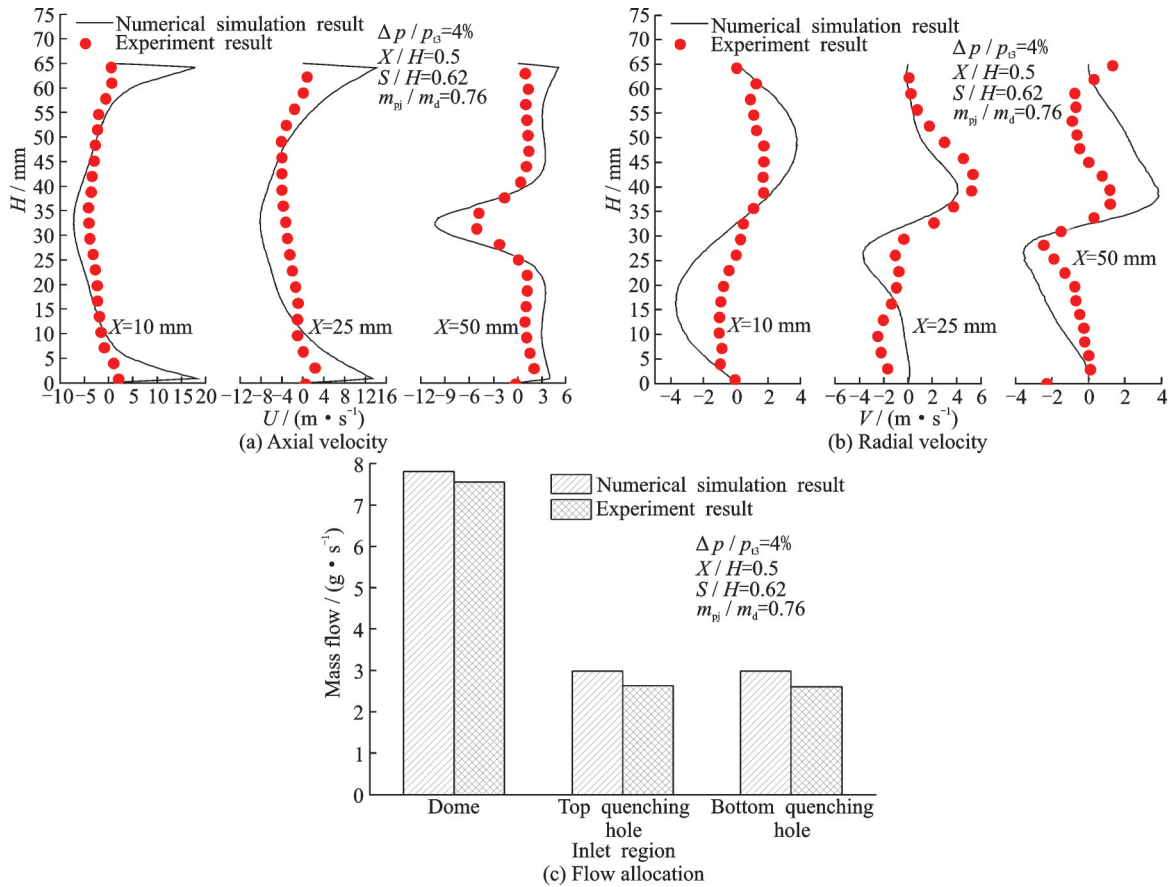 75
70
65
60
55
50
45
40
35
30
25
20
15
10
5
0
H / mm
Numerical simulation result
Experiment result
Δp / pt3=4%
X / H=0.5
S / H=0.62
mpj / md=0.76
X=10 mm
X=25 mm
X=50 mm
-10 -5 0 5 10 15 20
-12 -8 -4 0 4 8 12 16
-12 -9 -6 -3 0 3 6
U / (m • s⁻¹)
(a) Axial velocity
75
70
65
60
55
50
45
40
35
30
25
20
15
10
5
0
H / mm
Numerical simulation result
Experiment result
Δp / pt3=4%
X / H=0.5
S / H=0.62
mpj / md=0.76
X=10 mm
X=25 mm
X=50 mm
-4 -2 0 2 4
-4 -2 0 2 4 6
-4 -2 0 2 4
V / (m • s⁻¹)
(b) Radial velocity
8
7
6
5
4
3
2
1
0
Mass flow / (g • s⁻¹)
Numerical simulation result
Experiment result
Δp / pt3=4%
X / H=0.5
S / H=0.62
mpj / md=0.76
Dome Top quenching Bottom quenching
hole hole
Inlet region
(c) Flow allocation